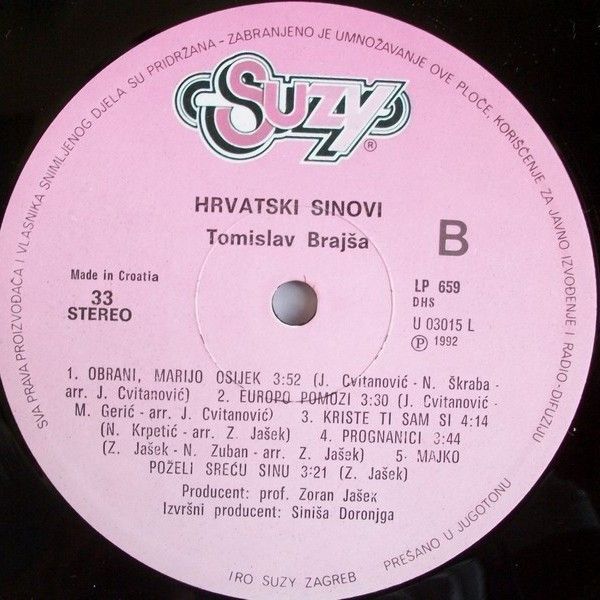 SVA PRAVA PROIZVOĐAČA I VLASNIKA SNIMLJENOG DJELA SU PRIDRŽANA - ZABRANJENO JE UMNOŽAVANJE OVE PLOČE, KORIŠĆENJE ZA JAVNO IZVOĐENJE I RADIO-DIFUZIJU
SUZY®
HRVATSKI SINOVI
Tomislav Brajša
B
Made in Croatia
33
STEREO
LP 659
DHS
U 03015 L
Ⓟ 1992
1. OBRANI, MARIJO OSIJEK 3:52 (J. Cvitanović - N. Škraba -
arr. J. Cvitanović) 2. EUROPO POMOZI 3:30 (J. Cvitanović -
M. Gerić - arr. J. Cvitanović) 3. KRISTE TI SAM SI 4:14
(N. Krpetić - arr. Z. Jašek) 4. PROGNANICI 3:44
(Z. Jašek - N. Zuban - arr. Z. Jašek) 5. MAJKO
POŽELI SREĆU SINU 3:21 (Z. Jašek)
Producent: prof. Zoran Jašek
Izvršni producent: Siniša Doronjga
IRO SUZY ZAGREB
PREŠANO U JUGOTONU